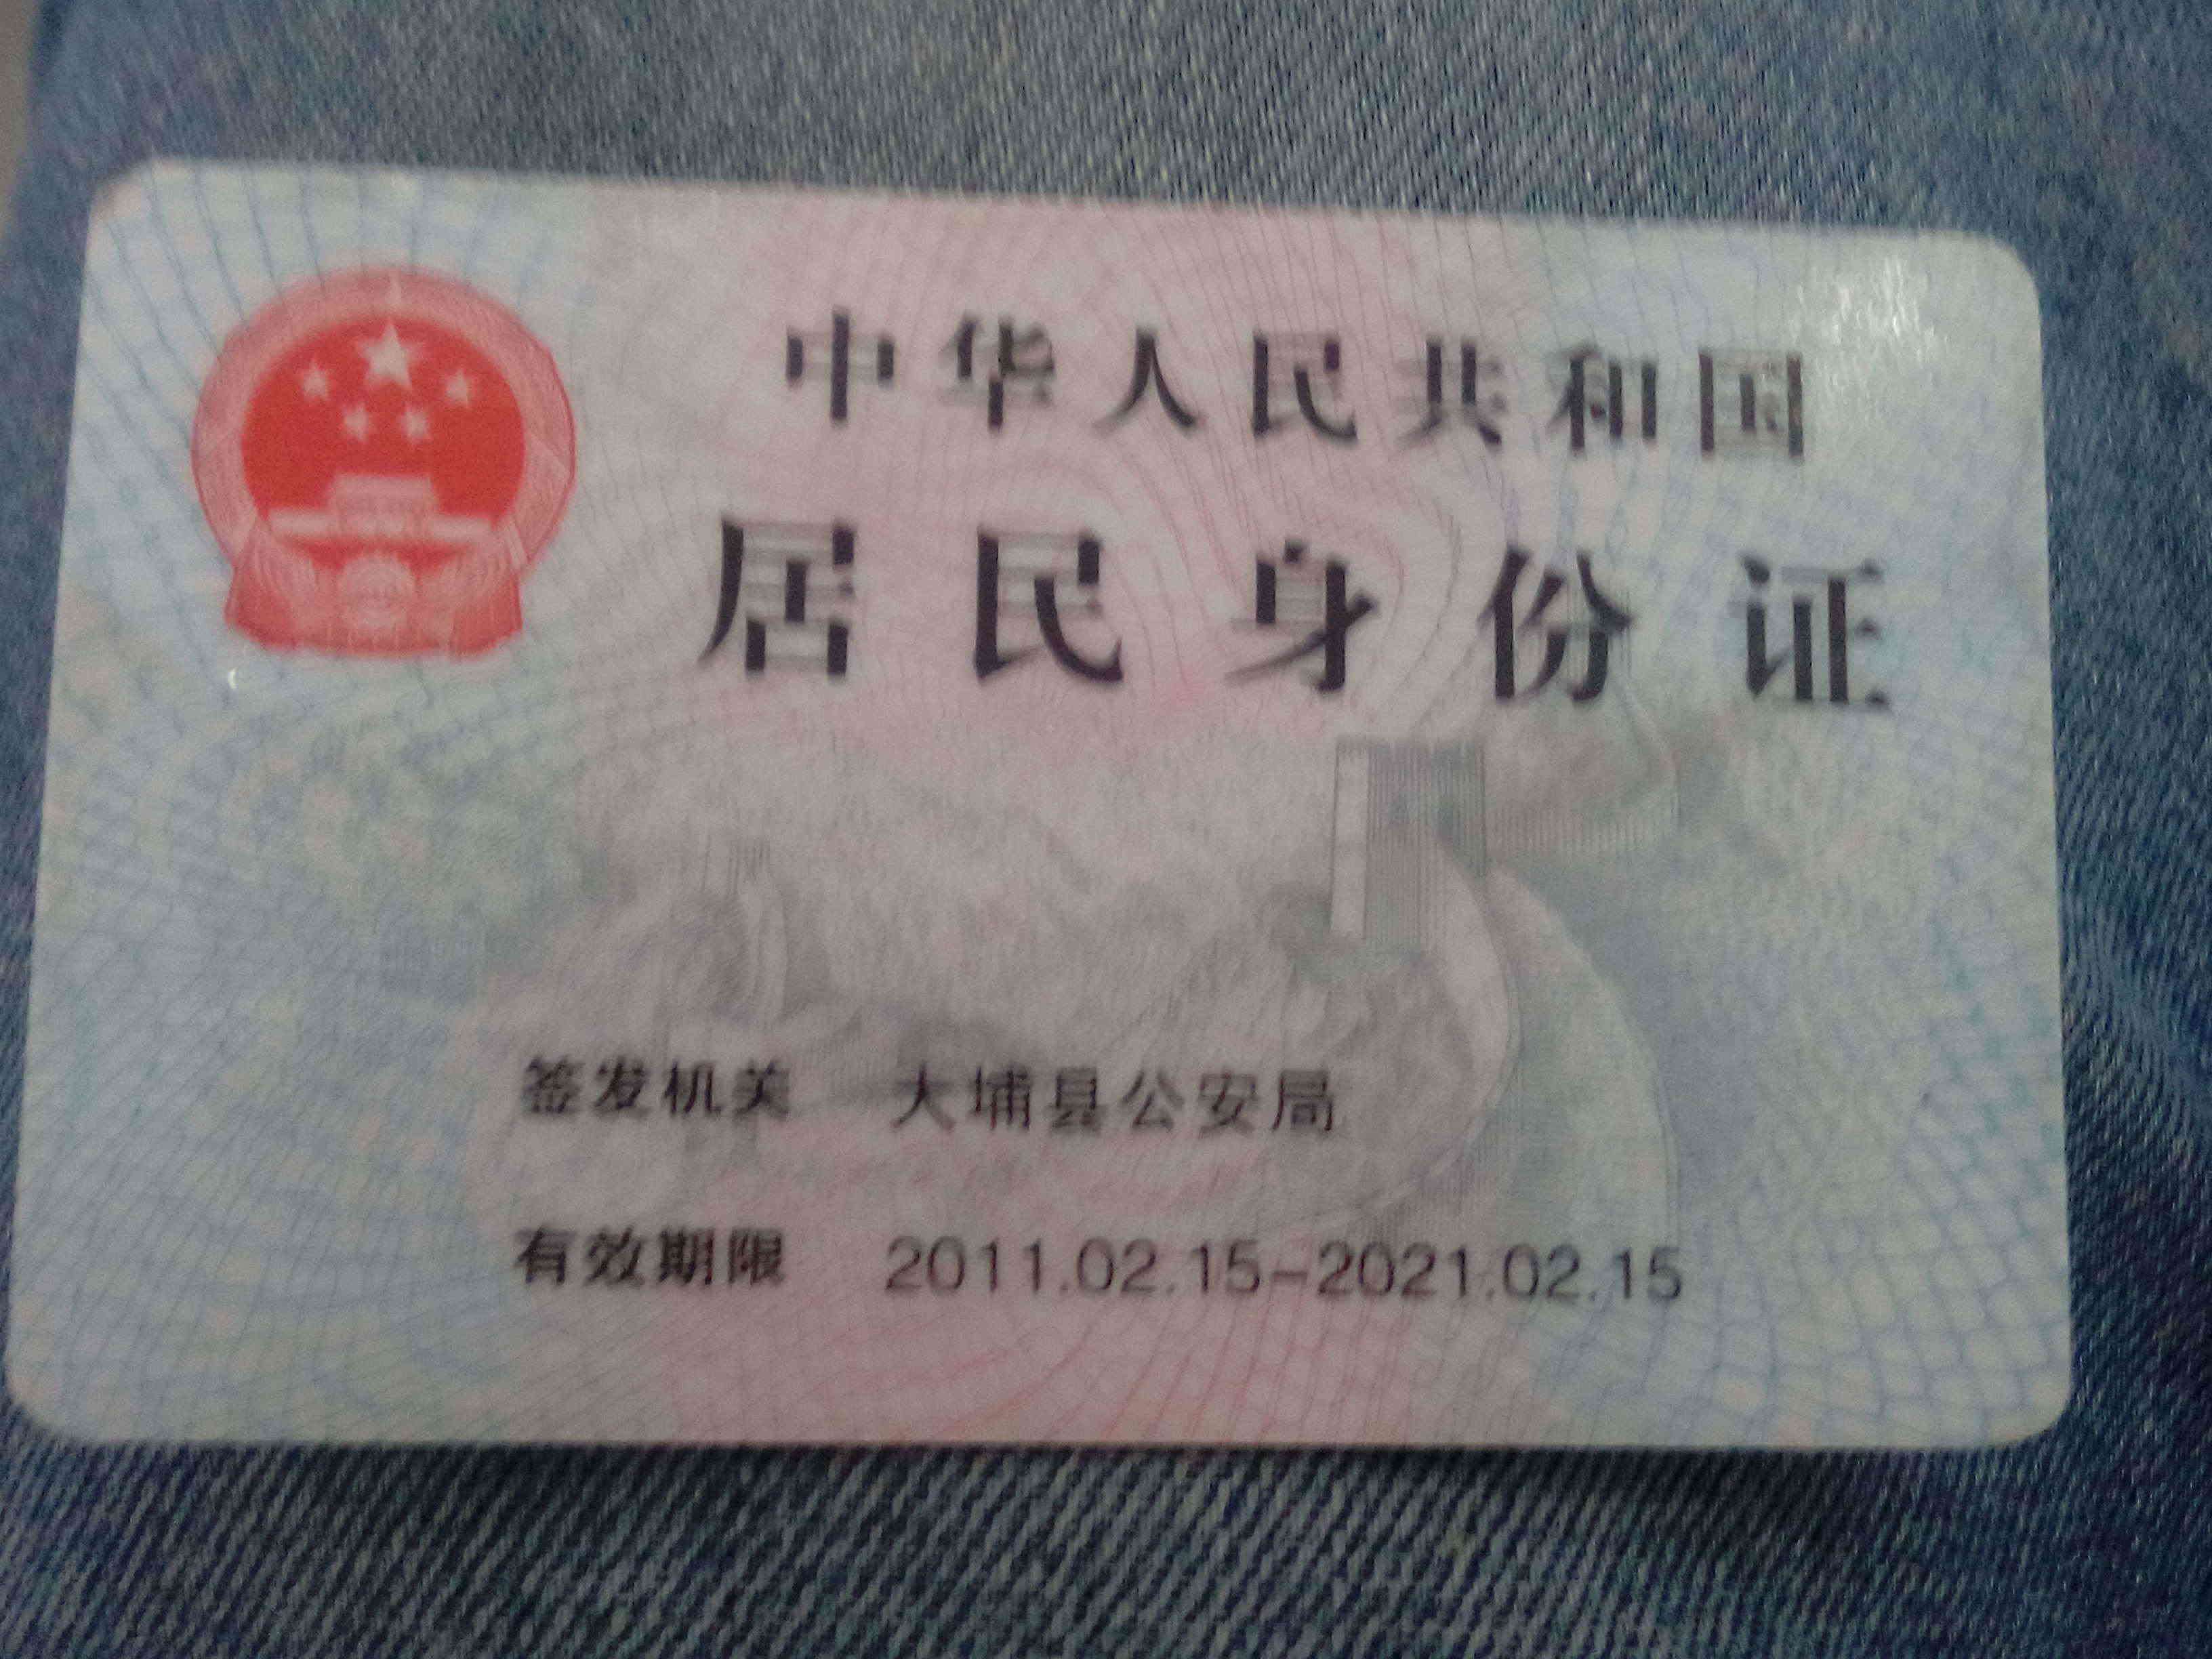 中华人民共和国
居民身份证
签发机关 大埔县公安局
有效期限 2011.02.15-2021.02.15